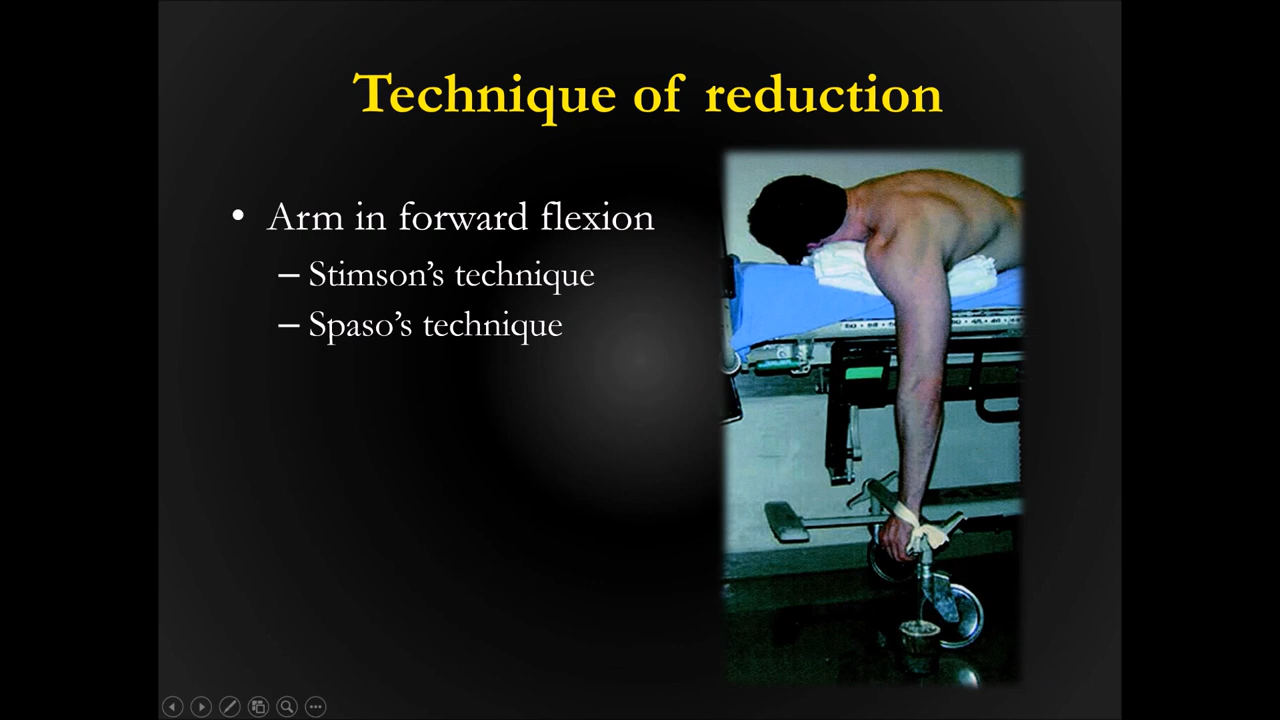 Technique of reduction
• Arm in forward flexion
– Stimson's technique
– Spaso's technique